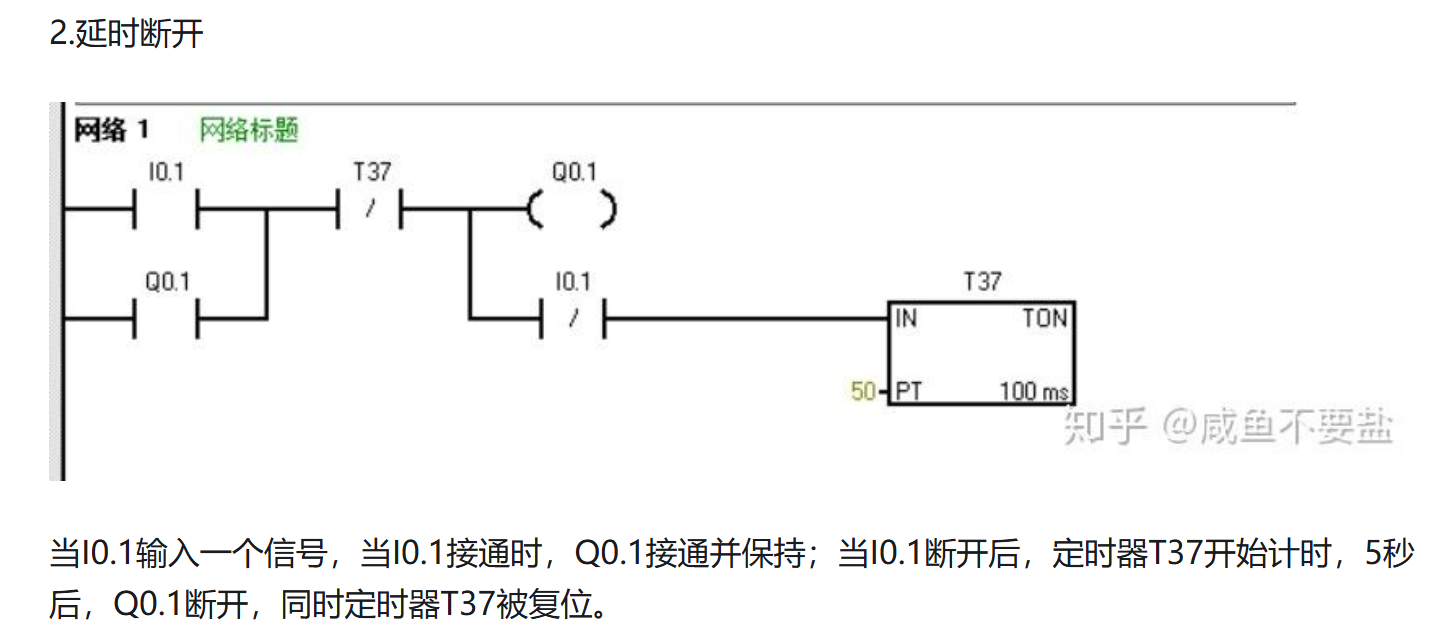 2.延时断开
网络 1 网络标题
I0.1 T37 Q0.1
/
Q0.1 I0.1 T37
/
IN TON
50 PT 100 ms
知乎 @咸鱼不要盐
当I0.1输入一个信号，当I0.1接通时，Q0.1接通并保持；当I0.1断开后，定时器T37开始计时，5秒
后，Q0.1断开，同时定时器T37被复位。